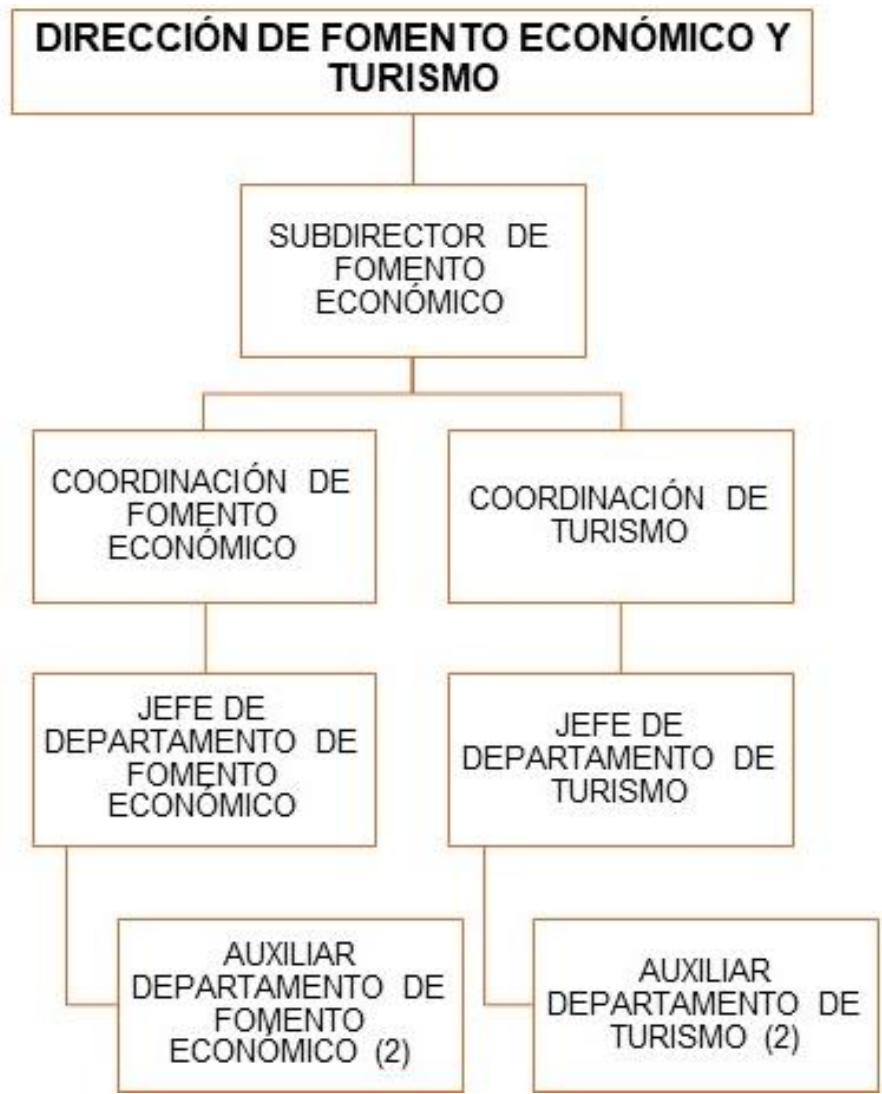 DIRECCIÓN DE FOMENTO ECONÓMICO Y
TURISMO
SUBDIRECTOR DE
FOMENTO
ECONÓMICO
COORDINACIÓN DE
FOMENTO
ECONÓMICO
COORDINACIÓN DE
TURISMO
JEFE DE
DEPARTAMENTO DE
FOMENTO
ECONÓMICO
JEFE DE
DEPARTAMENTO DE
TURISMO
AUXILIAR
DEPARTAMENTO DE
FOMENTO
ECONÓMICO (2)
AUXILIAR
DEPARTAMENTO DE
TURISMO (2)